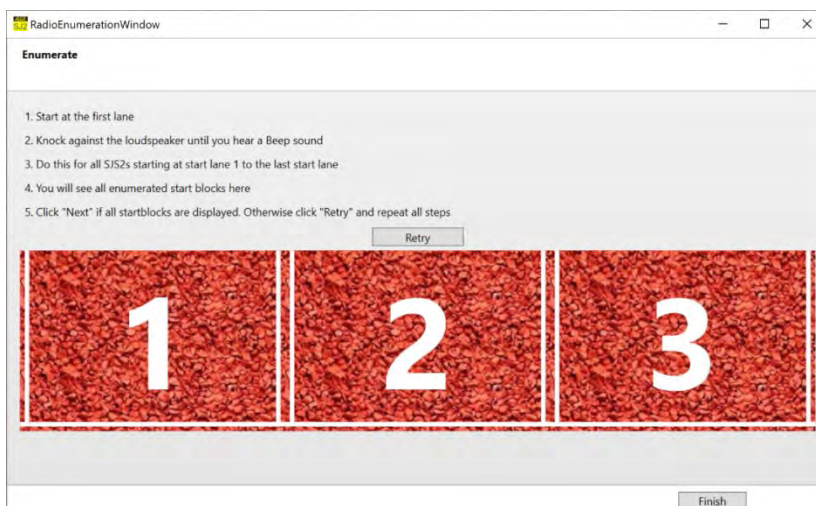 SJ2 RadioEnumerationWindow
Enumerate
1. Start at the first lane
2. Knock against the loudspeaker until you hear a Beep sound
3. Do this for all SJS2s starting at start lane 1 to the last start lane
4. You will see all enumerated start blocks here
5. Click "Next" if all startblocks are displayed. Otherwise click "Retry" and repeat all steps
Retry
1 2 3
Finish